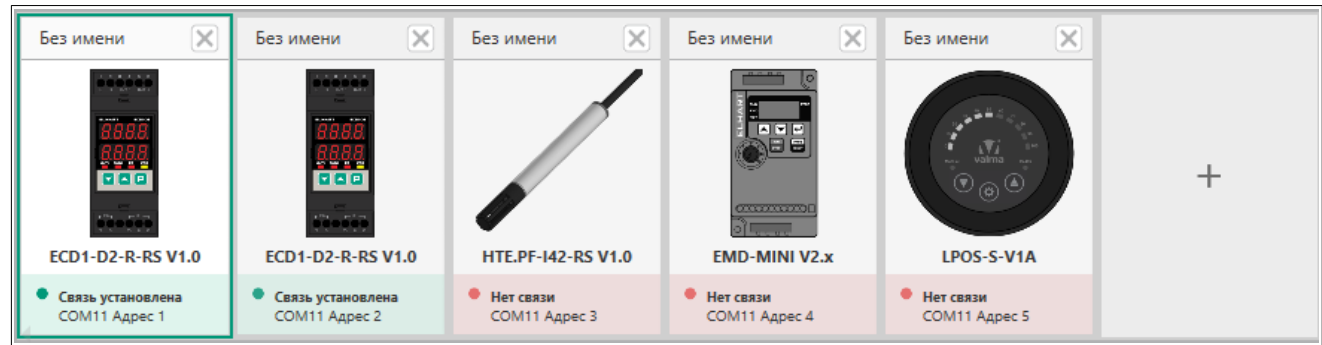 Без имени
Без имени
Без имени
Без имени
Без имени
ELHART
valma
ECD1-D2-R-RS V1.0
ECD1-D2-R-RS V1.0
HTE.PF-I42-RS V1.0
EMD-MINI V2.x
LPOS-S-V1A
Связь установлена
COM11 Адрес 1
Связь установлена
COM11 Адрес 2
Нет связи
COM11 Адрес 3
Нет связи
COM11 Адрес 4
Нет связи
COM11 Адрес 5